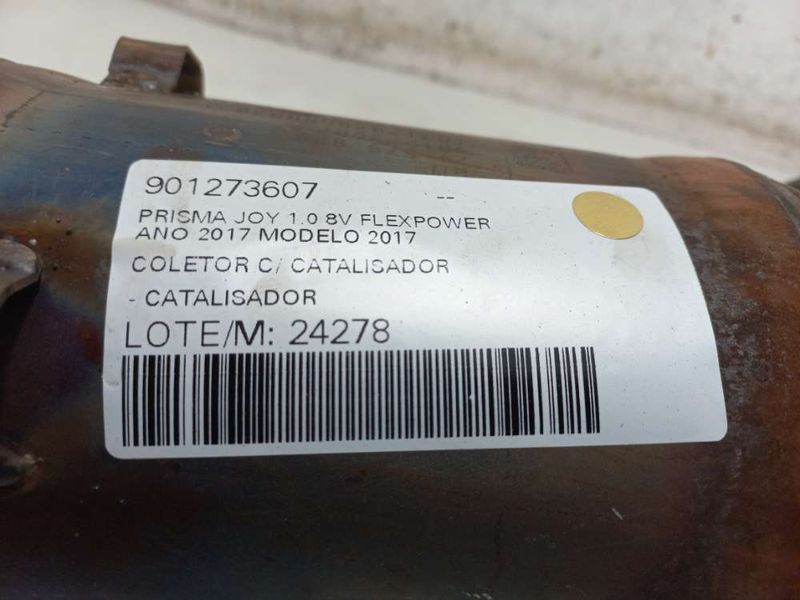 901273607 --
PRISMA JOY 1.0 8V FLEXPOWER
ANO 2017 MODELO 2017
COLETOR C/ CATALISADOR
- CATALISADOR
LOTE/M: 24278